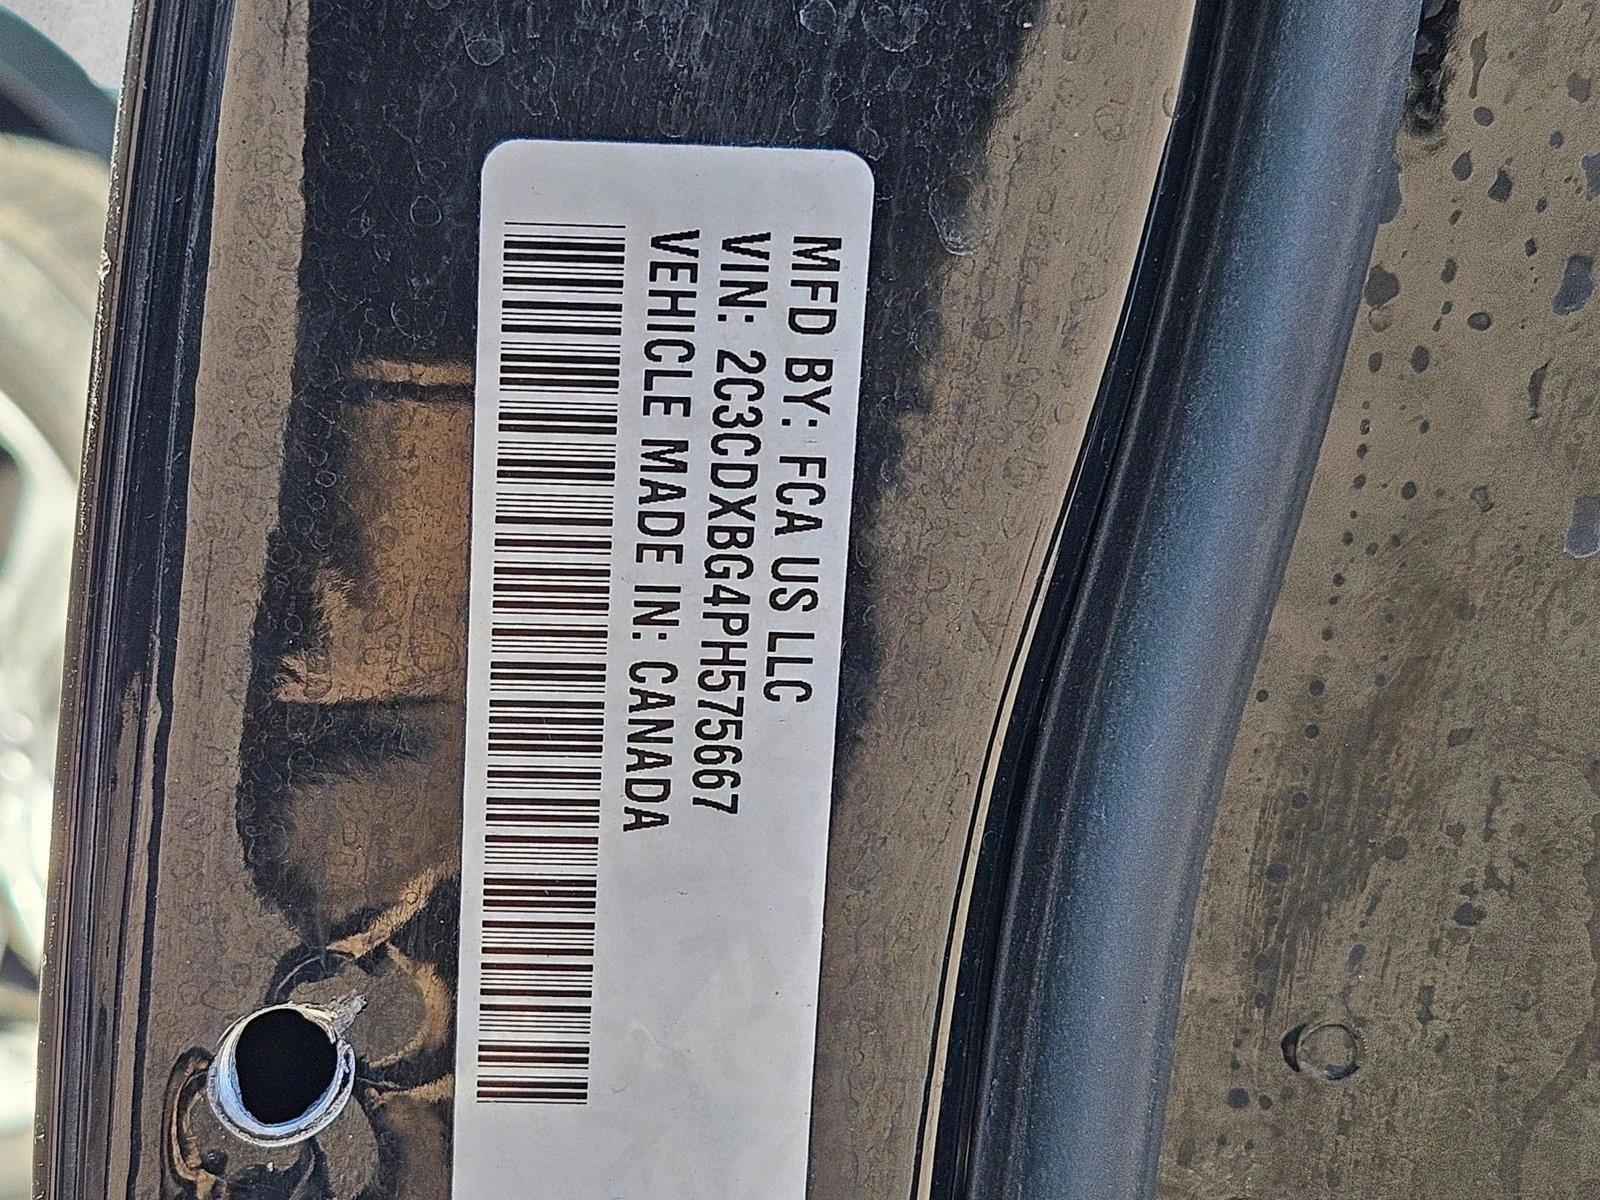 MFD BY: FCA US LLC
VIN: 2C3CDXBG4PH575667
VEHICLE MADE IN: CANADA